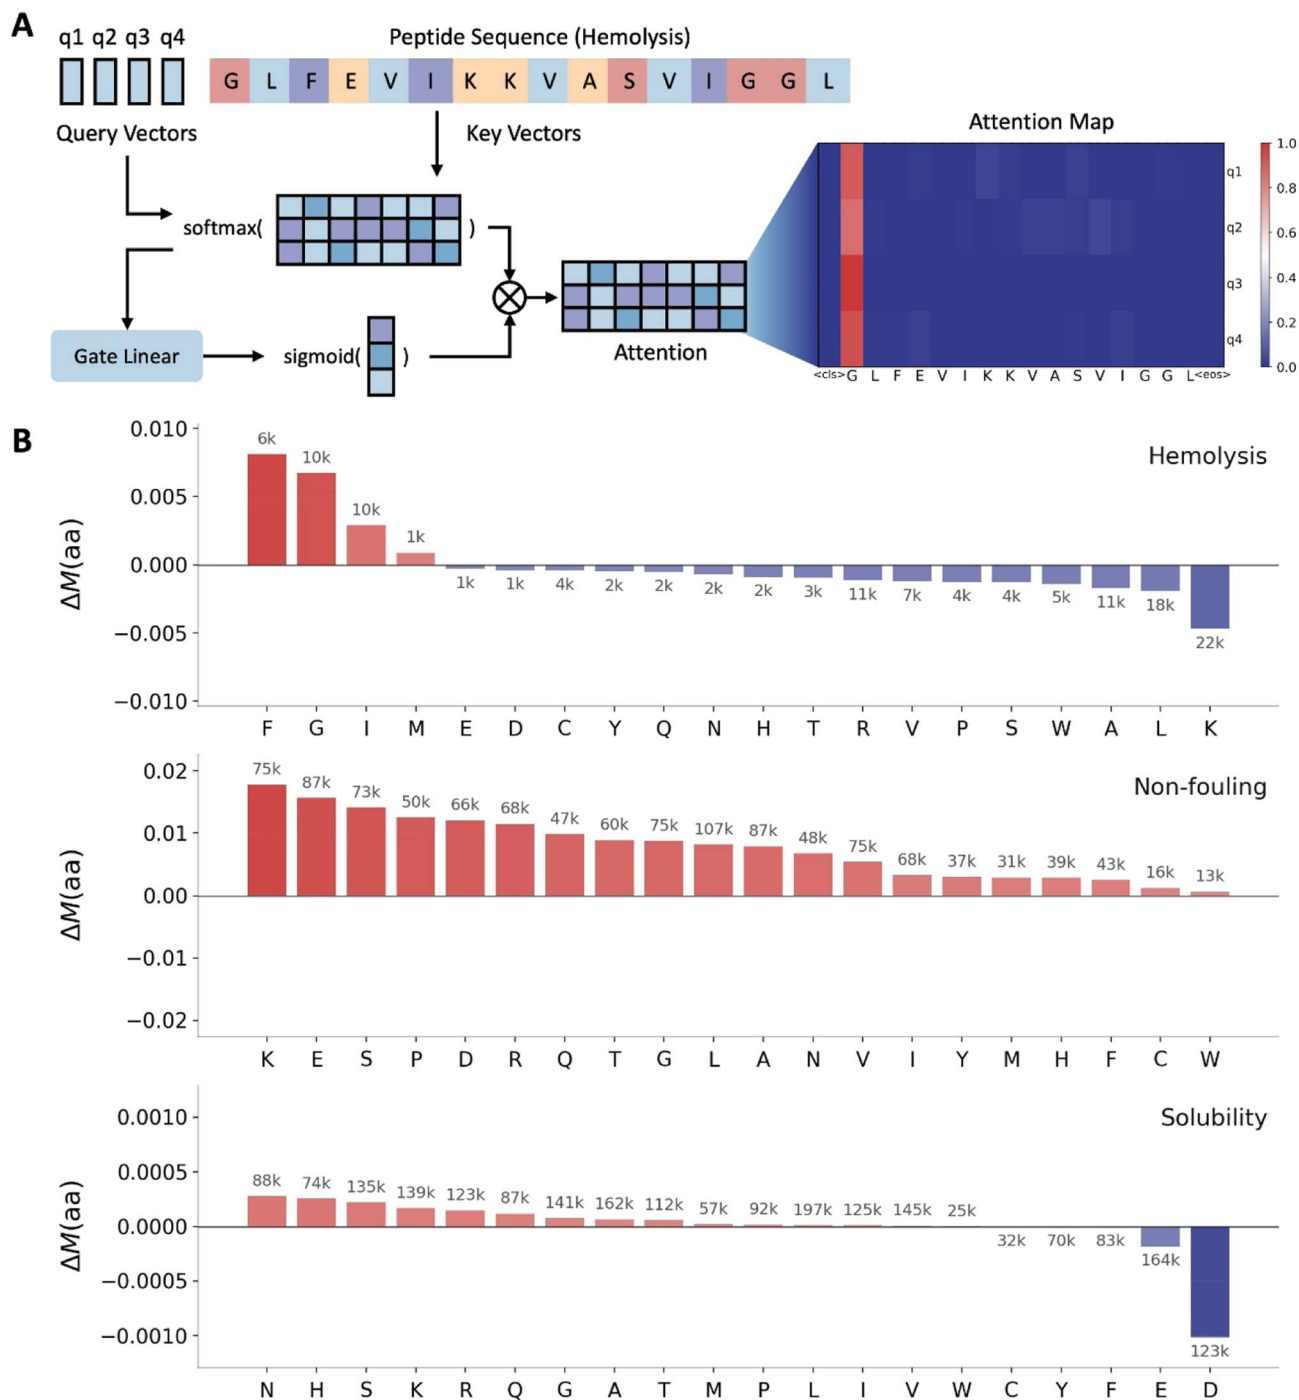 A
q1 q2 q3 q4
Peptide Sequence (Hemolysis)
G L F E V I K K V A S V I G G L
Query Vectors
Key Vectors
Attention Map
softmax(
)
Gate Linear
sigmoid(
)
Attention
q1
q2
q3
q4
1.0
0.8
0.6
0.4
0.2
0.0
<cls> G L F E V I K K V A S V I G G L <eos>
B
Hemolysis
ΔM(aa)
0.010
0.005
0.000
−0.005
−0.010
6k 10k 10k 1k 1k 1k 4k 2k 2k 2k 2k 3k 11k 7k 4k 4k 5k 11k 18k 22k
F G I M E D C Y Q N H T R V P S W A L K
Non-fouling
ΔM(aa)
0.02
0.01
0.00
−0.01
−0.02
75k 87k 73k 50k 66k 68k 47k 60k 75k 107k 87k 48k 75k 68k 37k 31k 39k 43k 16k 13k
K E S P D R Q T G L A N V I Y M H F C W
Solubility
ΔM(aa)
0.0010
0.0005
0.0000
−0.0005
−0.0010
88k 74k 135k 139k 123k 87k 141k 162k 112k 57k 92k 197k 125k 145k 25k 32k 70k 83k 164k 123k
N H S K R Q G A T M P L I V W C Y F E D